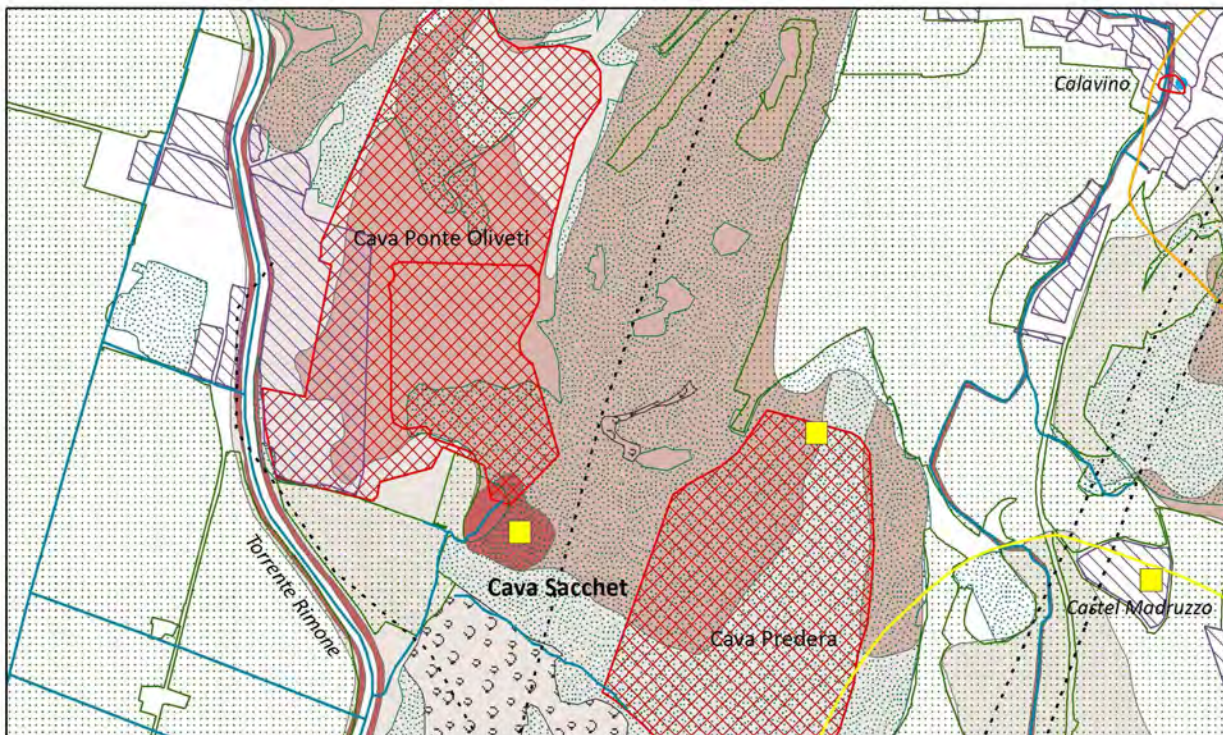 Calavino
Cava Ponte Oliveti
Torrente Rimone
Cava Sacchet
Castel Madruzzo
Cava Predera